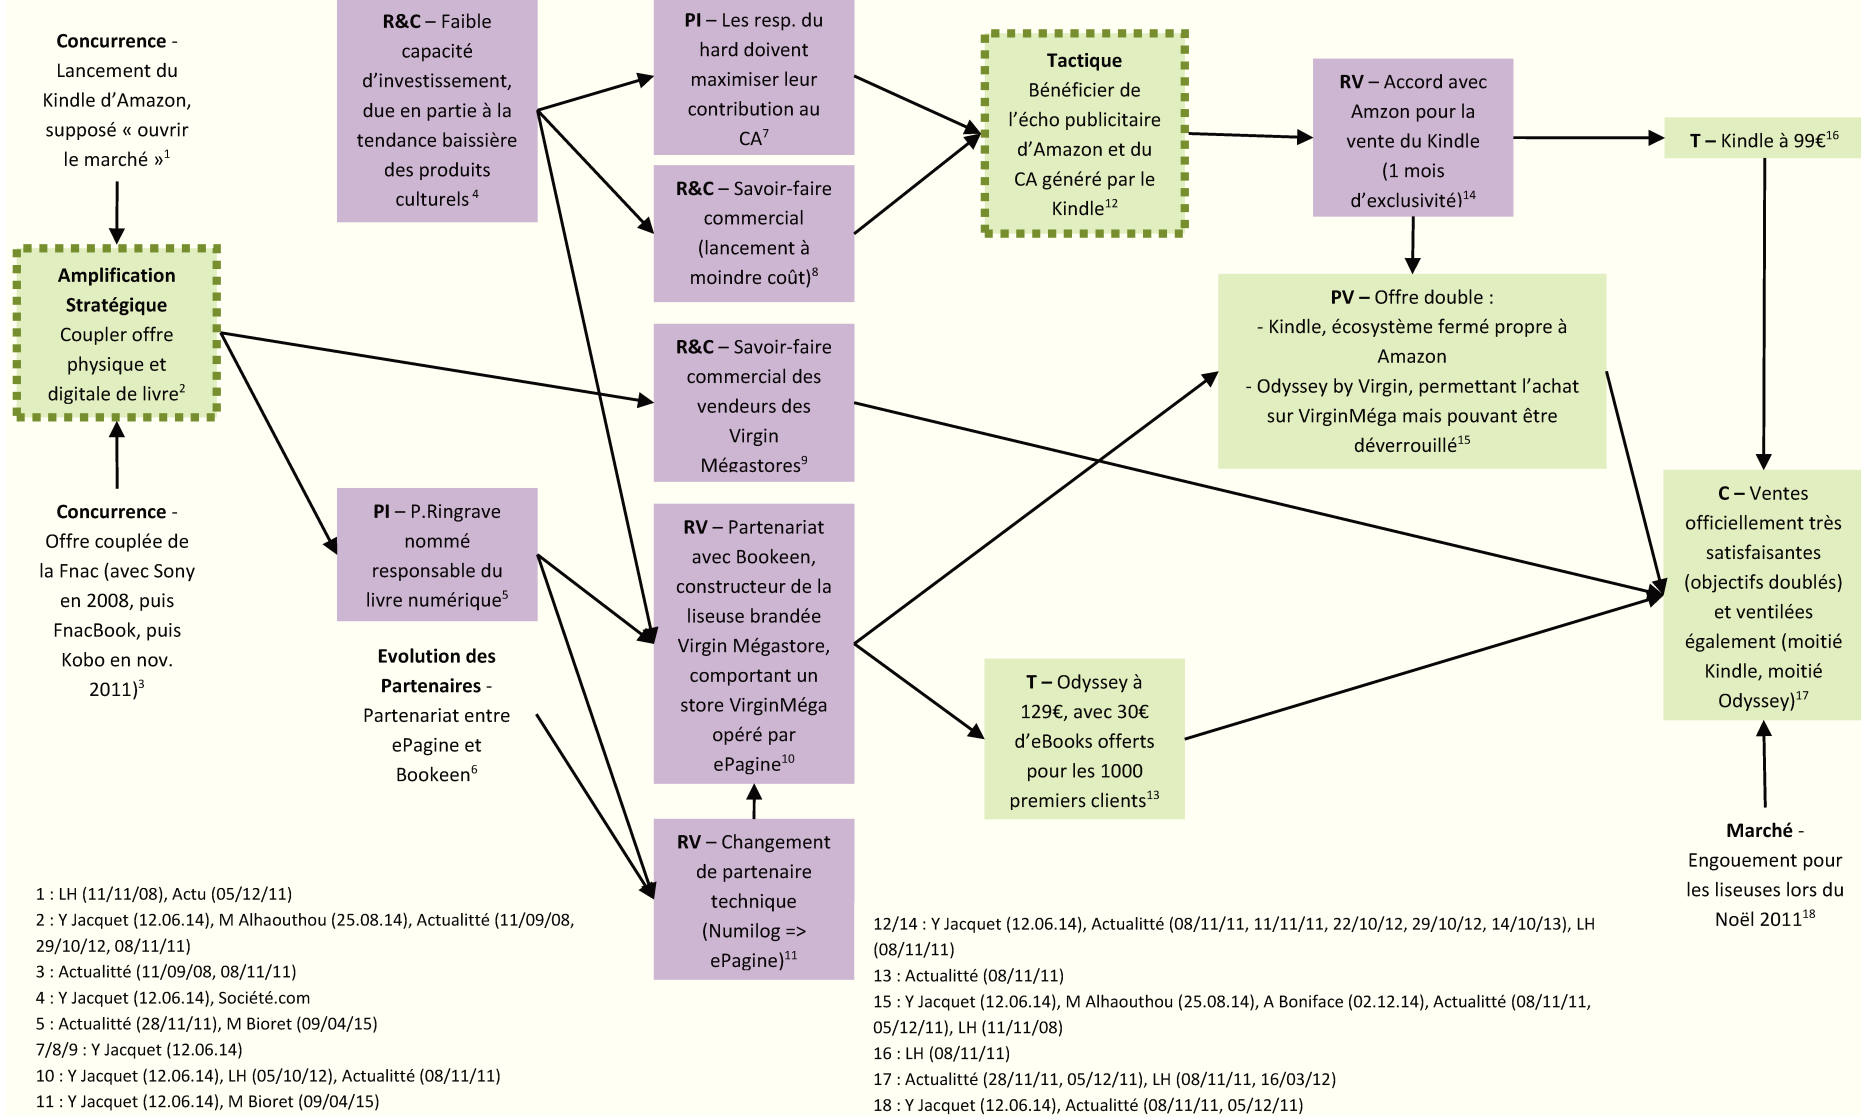 Concurrence -
Lancement du
Kindle d'Amazon,
supposé « ouvrir
le marché »1
Amplification
Stratégique
Coupler offre
physique et
digitale de livre2
Concurrence -
Offre couplée de
la Fnac (avec Sony
en 2008, puis
FnacBook, puis
Kobo en nov.
2011)3
R&C – Faible
capacité
d'investissement,
due en partie à la
tendance baissière
des produits
culturels 4
PI – P.Ringrave
nommé
responsable du
livre numérique5
Evolution des
Partenaires -
Partenariat entre
ePagine et
Bookeen6
PI – Les resp. du
hard doivent
maximiser leur
contribution au
CA7
R&C – Savoir-faire
commercial
(lancement à
moindre coût)8
R&C – Savoir-faire
commercial des
vendeurs des
Virgin
Mégastores9
RV – Partenariat
avec Bookeen,
constructeur de la
liseuse brandée
Virgin Mégastore,
comportant un
store VirginMéga
opéré par
ePagine10
RV – Changement
de partenaire
technique
(Numilog =>
ePagine)11
Tactique
Bénéficier de
l'écho publicitaire
d'Amazon et du
CA généré par le
Kindle12
T – Odyssey à
129€, avec 30€
d'eBooks offerts
pour les 1000
premiers clients13
RV – Accord avec
Amzon pour la
vente du Kindle
(1 mois
d'exclusivité)14
PV – Offre double :
- Kindle, écosystème fermé propre à
Amazon
- Odyssey by Virgin, permettant l'achat
sur VirginMéga mais pouvant être
déverrouillé15
T – Kindle à 99€16
C – Ventes
officiellement très
satisfaisantes
(objectifs doublés)
et ventilées
également (moitié
Kindle, moitié
Odyssey)17
Marché -
Engouement pour
les liseuses lors du
Noël 201118
1 : LH (11/11/08), Actu (05/12/11)
2 : Y Jacquet (12.06.14), M Alhaouthou (25.08.14), Actualitté (11/09/08,
29/10/12, 08/11/11)
3 : Actualitté (11/09/08, 08/11/11)
4 : Y Jacquet (12.06.14), Société.com
5 : Actualitté (28/11/11), M Bioret (09/04/15)
7/8/9 : Y Jacquet (12.06.14)
10 : Y Jacquet (12.06.14), LH (05/10/12), Actualitté (08/11/11)
11 : Y Jacquet (12.06.14), M Bioret (09/04/15)
12/14 : Y Jacquet (12.06.14), Actualitté (08/11/11, 11/11/11, 22/10/12, 29/10/12, 14/10/13), LH
(08/11/11)
13 : Actualitté (08/11/11)
15 : Y Jacquet (12.06.14), M Alhaouthou (25.08.14), A Boniface (02.12.14), Actualitté (08/11/11,
05/12/11), LH (11/11/08)
16 : LH (08/11/11)
17 : Actualitté (28/11/11, 05/12/11), LH (08/11/11, 16/03/12)
18 : Y Jacquet (12.06.14), Actualitté (08/11/11, 05/12/11)